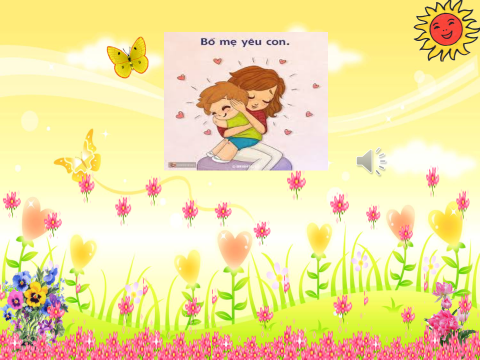 Bố mẹ yêu con.